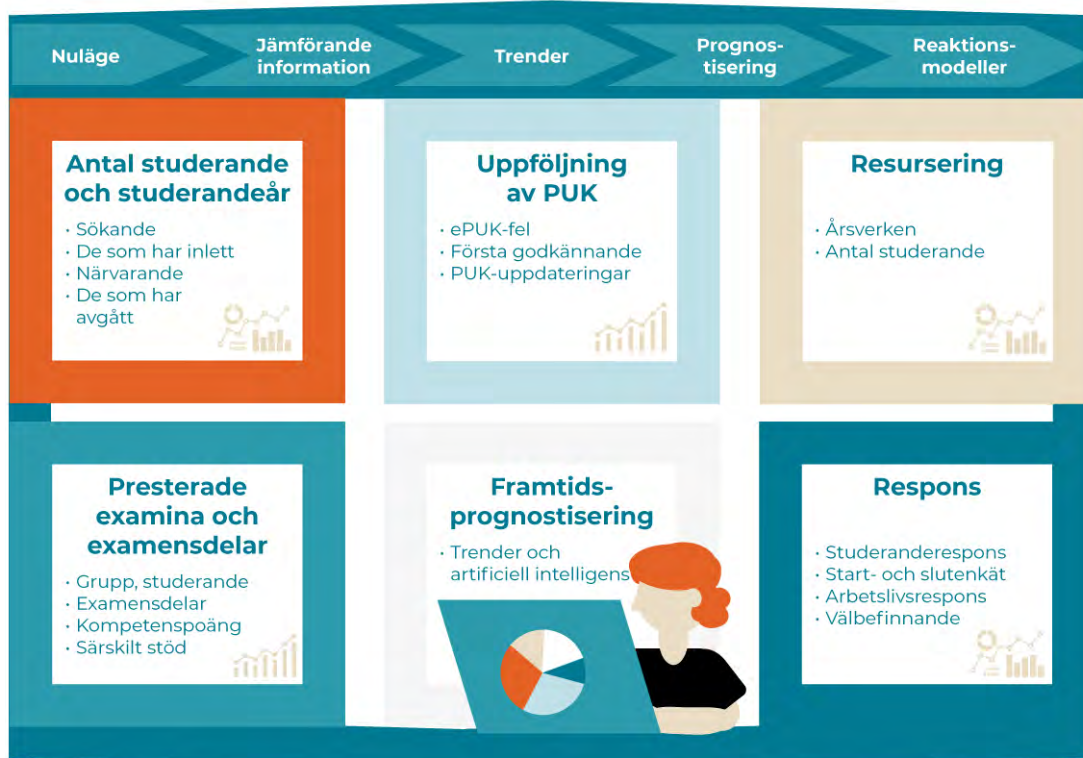 Nuläge
Jämförande
information
Trender
Prognos-
tisering
Reaktions-
modeller
Antal studerande
och studerandeår
· Sökande
· De som har inlett
· Närvarande
· De som har
avgått
Uppföljning
av PUK
· ePUK-fel
· Första godkännande
· PUK-uppdateringar
Resursering
· Årsverken
· Antal studerande
Presterade
examina och
examensdelar
· Grupp, studerande
· Examensdelar
· Kompetenspoäng
· Särskilt stöd
Framtids-
prognostisering
· Trender och
artificiell intelligens
Respons
· Studeranderespons
· Start- och slutenkät
· Arbetslivsrespons
· Välbefinnande